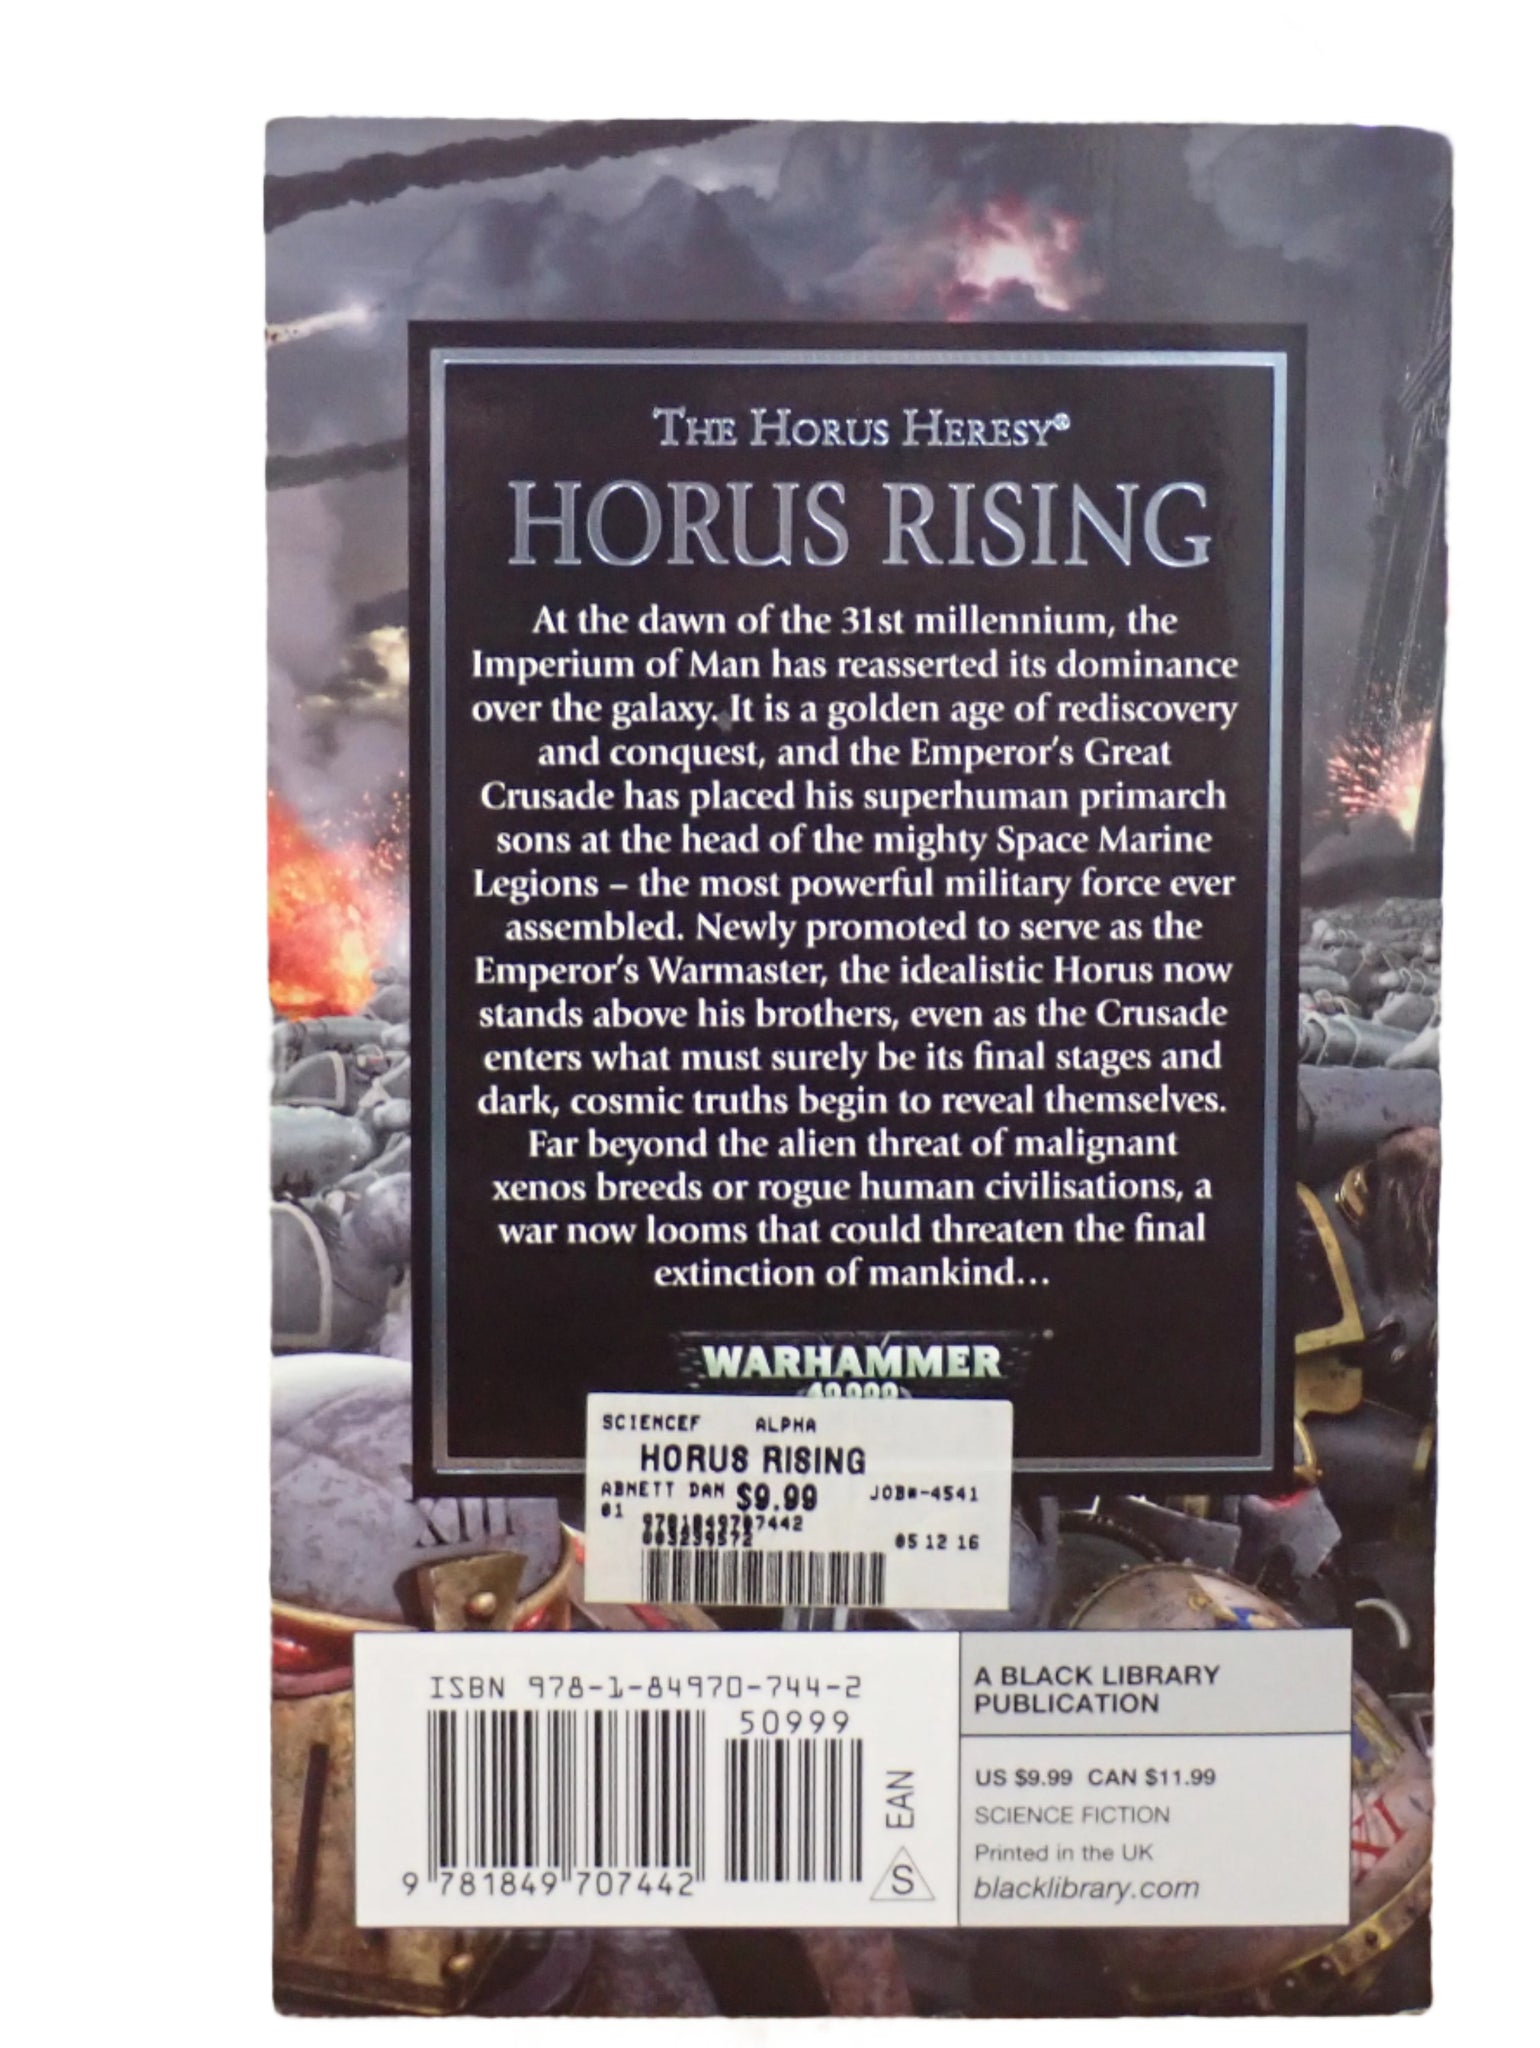 THE HORUS HERESY®
HORUS RISING
At the dawn of the 31st millennium, the
Imperium of Man has reasserted its dominance
over the galaxy. It is a golden age of rediscovery
and conquest, and the Emperor's Great
Crusade has placed his superhuman primarch
sons at the head of the mighty Space Marine
Legions – the most powerful military force ever
assembled. Newly promoted to serve as the
Emperor's Warmaster, the idealistic Horus now
stands above his brothers, even as the Crusade
enters what must surely be its final stages and
dark, cosmic truths begin to reveal themselves.
Far beyond the alien threat of malignant
xenos breeds or rogue human civilisations, a
war now looms that could threaten the final
extinction of mankind...
WARHAMMER
40,000
SCIENCEF ALPHA
HORUS RISING
ABNETT DAN $9.99 JOB#-4541
01
9781849707442
003239572 05 12 16
XIII
ISBN 978-1-84970-744-2
50999
EAN
S
9 781849 707442
A BLACK LIBRARY
PUBLICATION
US $9.99 CAN $11.99
SCIENCE FICTION
Printed in the UK
blacklibrary.com